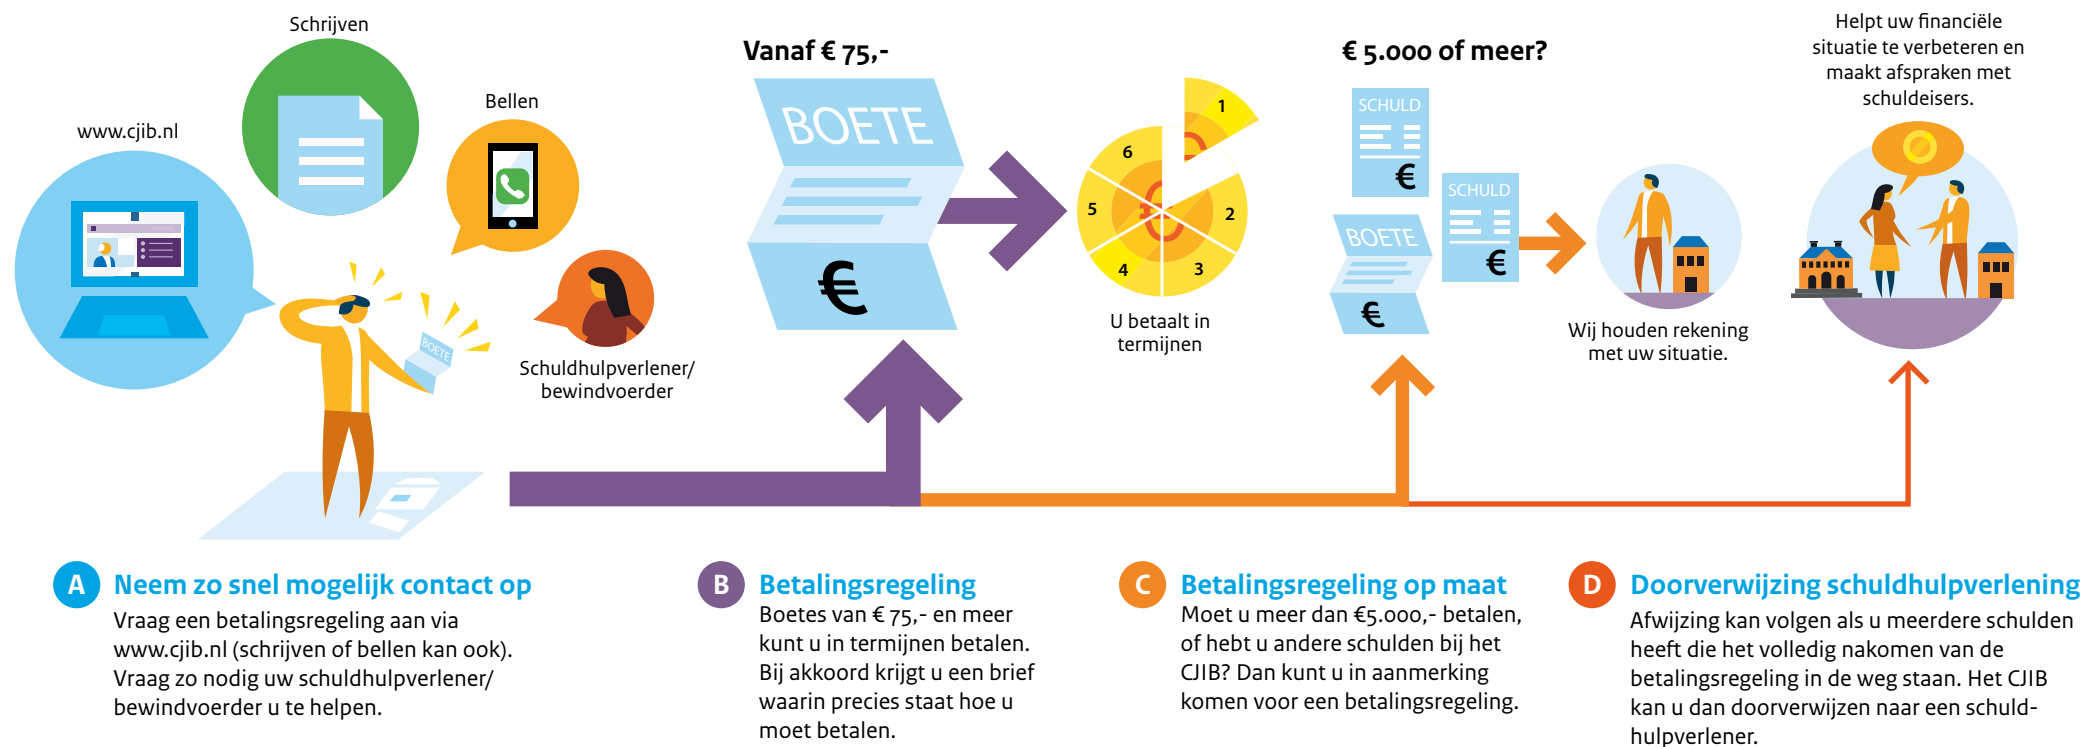 Schrijven
www.cjib.nl
Bellen
BOETE
Schuldhulpverlener/
bewindvoerder
Vanaf € 75,-
BOETE
€
1
2
3
4
5
6
€
U betaalt in
termijnen
€ 5.000 of meer?
SCHULD
€
SCHULD
€
BOETE
€
Wij houden rekening
met uw situatie.
Helpt uw financiële
situatie te verbeteren en
maakt afspraken met
schuldeisers.
A Neem zo snel mogelijk contact op
Vraag een betalingsregeling aan via
www.cjib.nl (schrijven of bellen kan ook).
Vraag zo nodig uw schuldhulpverlener/
bewindvoerder u te helpen.
B Betalingsregeling
Boetes van € 75,- en meer
kunt u in termijnen betalen.
Bij akkoord krijgt u een brief
waarin precies staat hoe u
moet betalen.
C Betalingsregeling op maat
Moet u meer dan €5.000,- betalen,
of hebt u andere schulden bij het
CJIB? Dan kunt u in aanmerking
komen voor een betalingsregeling.
D Doorverwijzing schuldhulpverlening
Afwijzing kan volgen als u meerdere schulden
heeft die het volledig nakomen van de
betalingsregeling in de weg staan. Het CJIB
kan u dan doorverwijzen naar een schuld-
hulpverlener.